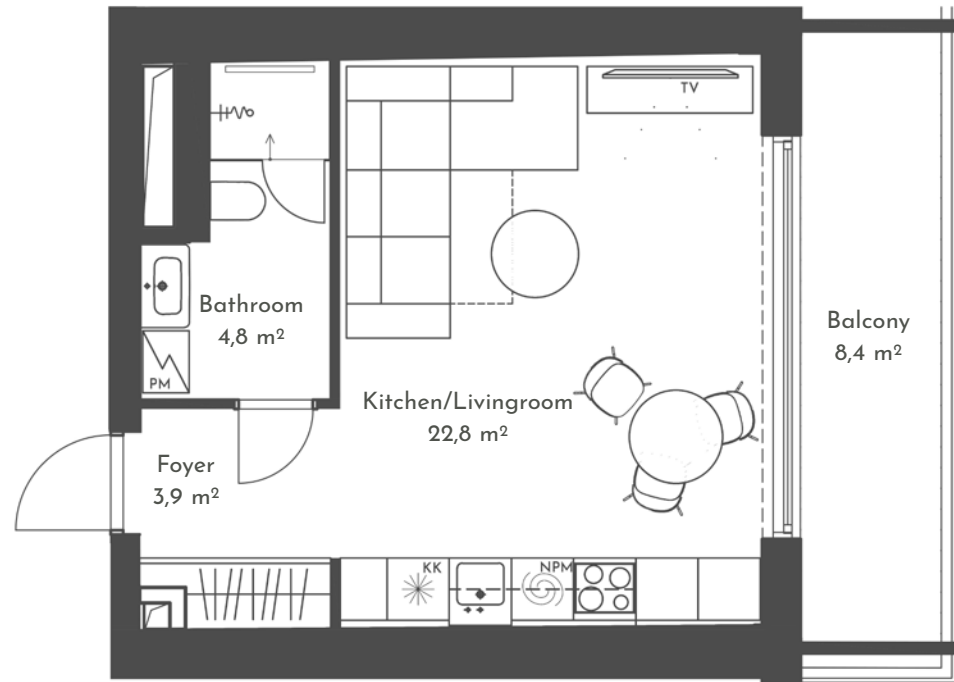 TV
Bathroom
4,8 m²
PM
Balcony
8,4 m²
Kitchen/Livingroom
22,8 m²
Foyer
3,9 m²
KK
NPM